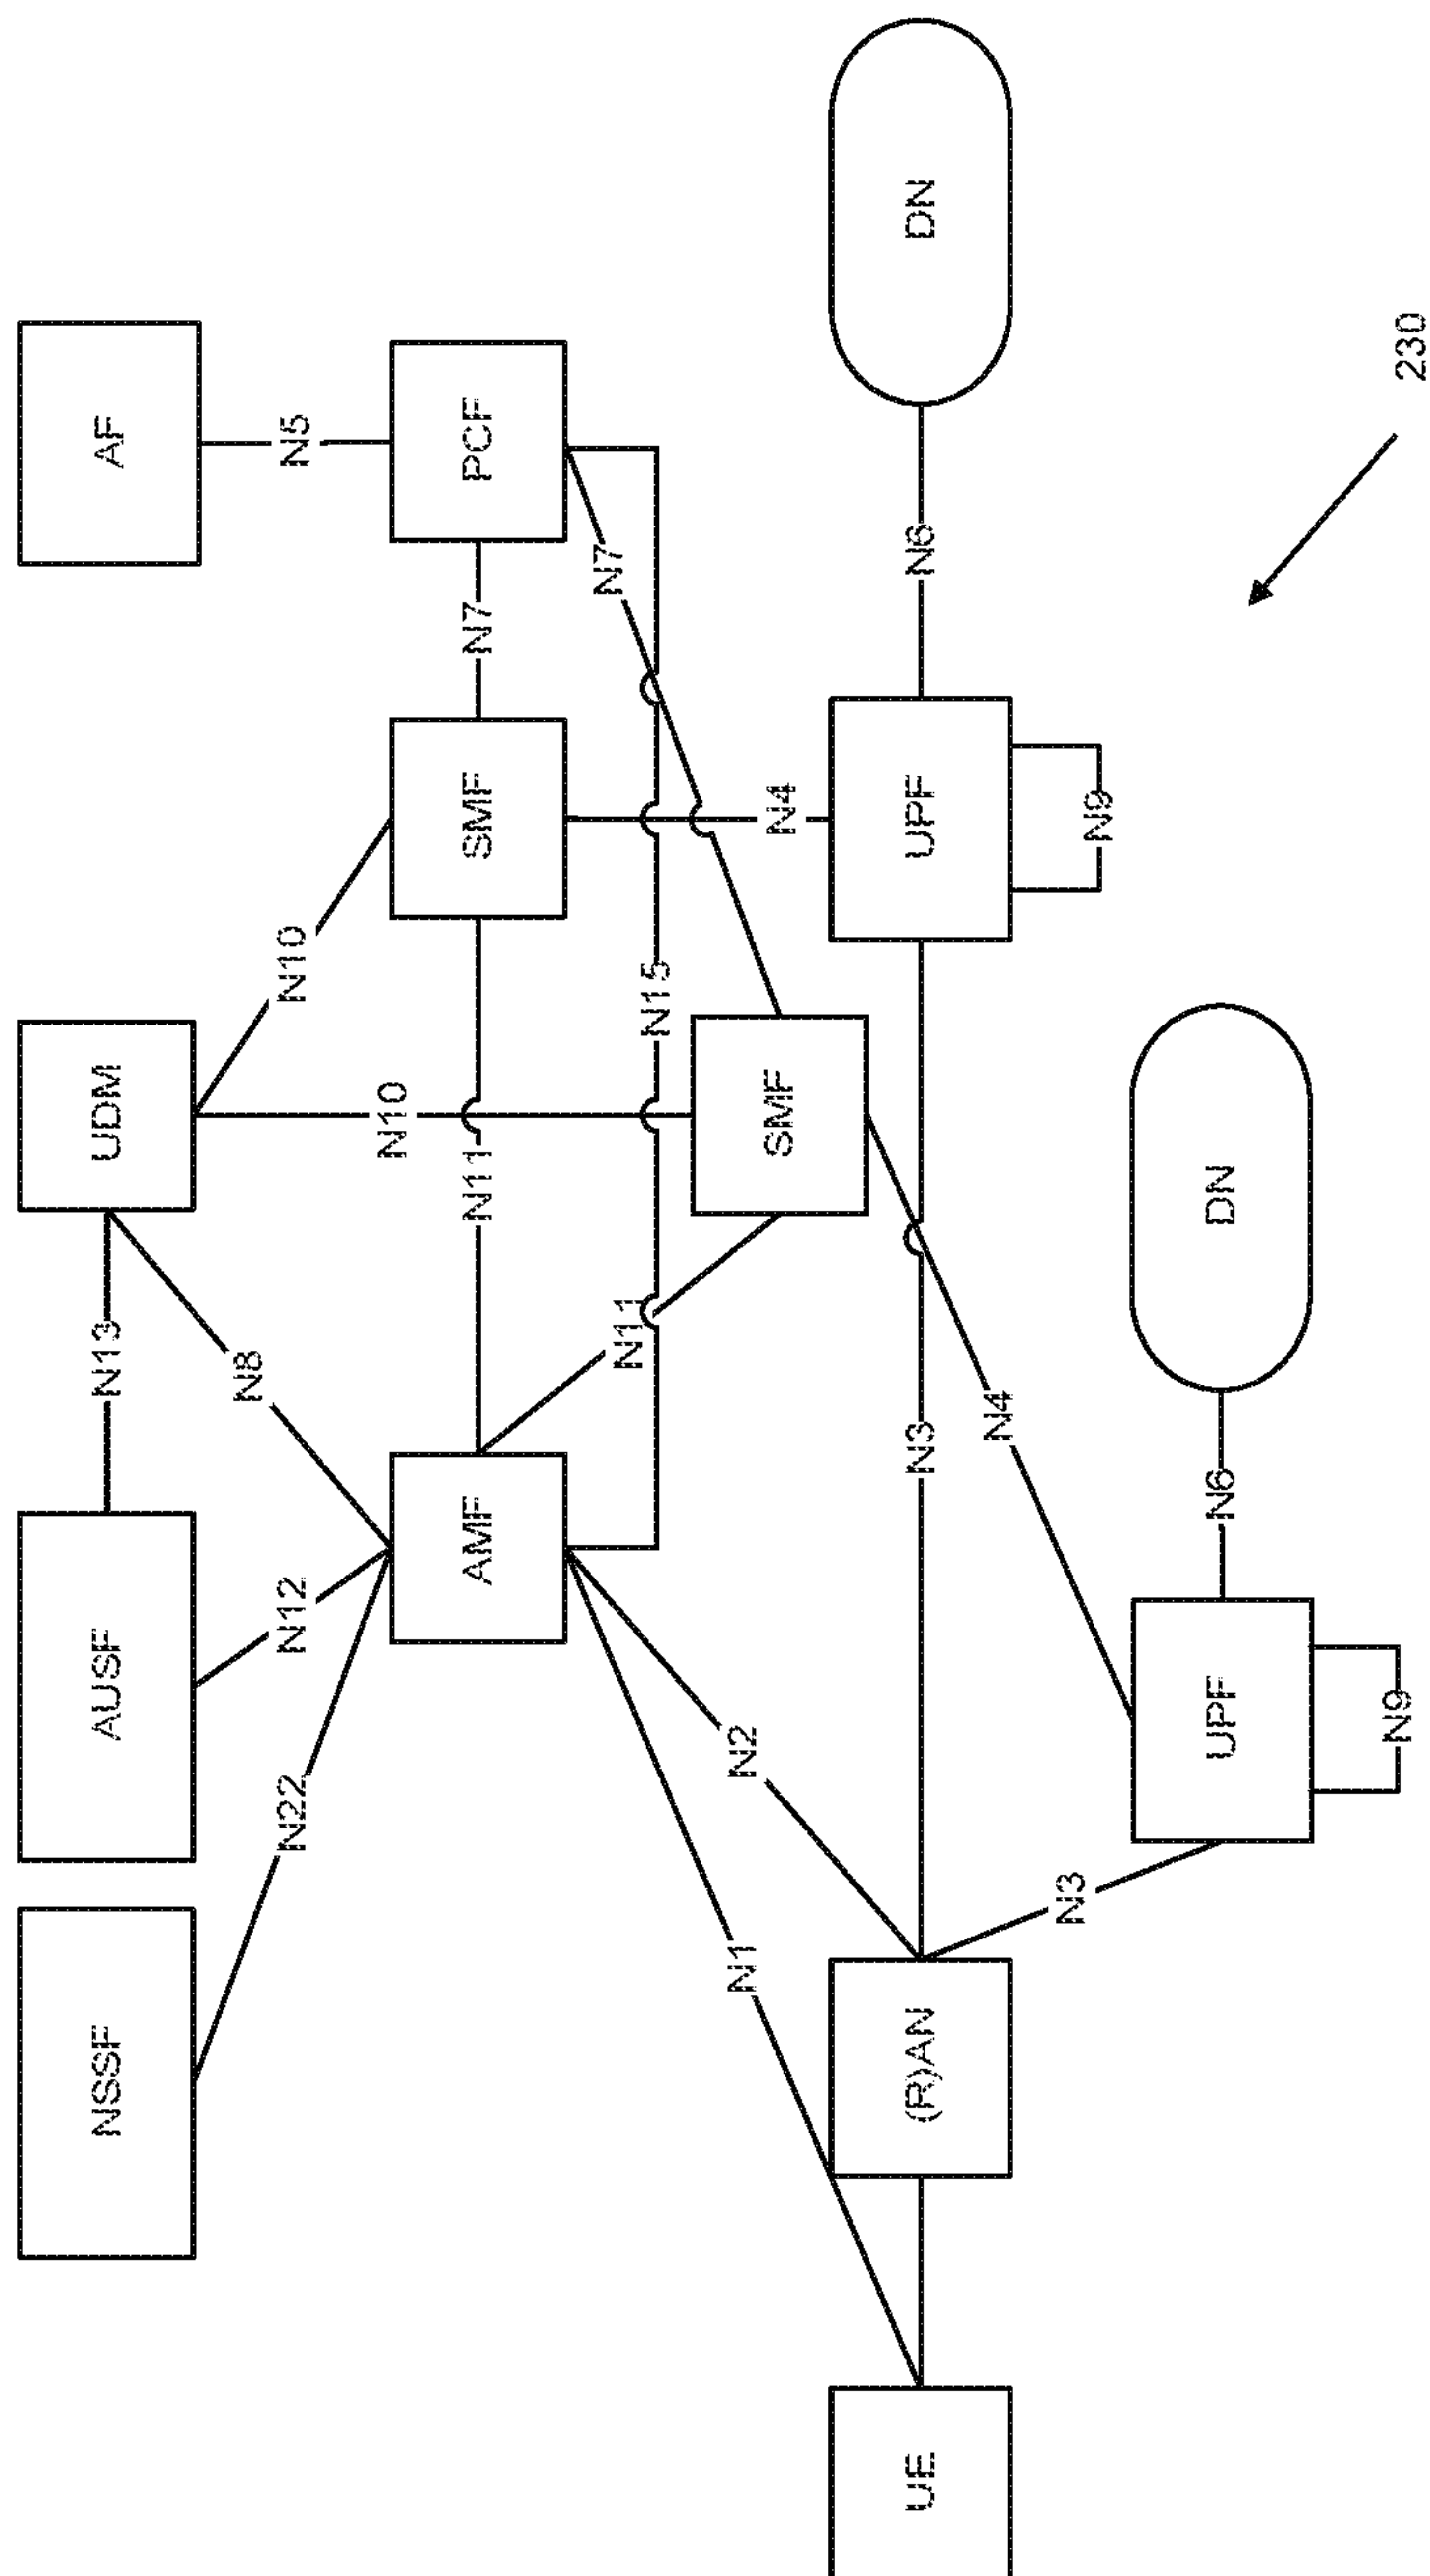 NSSF
AUSF
N13
UDM
AF
N22
N12
N8
N10
N5
N10
AMF
N11
SMF
N7
PCF
N11
N15
N7
N1
N2
SMF
N4
UE
(R)AN
N3
UPF
N6
DN
N4
N3
N9
UPF
N6
DN
N9
230